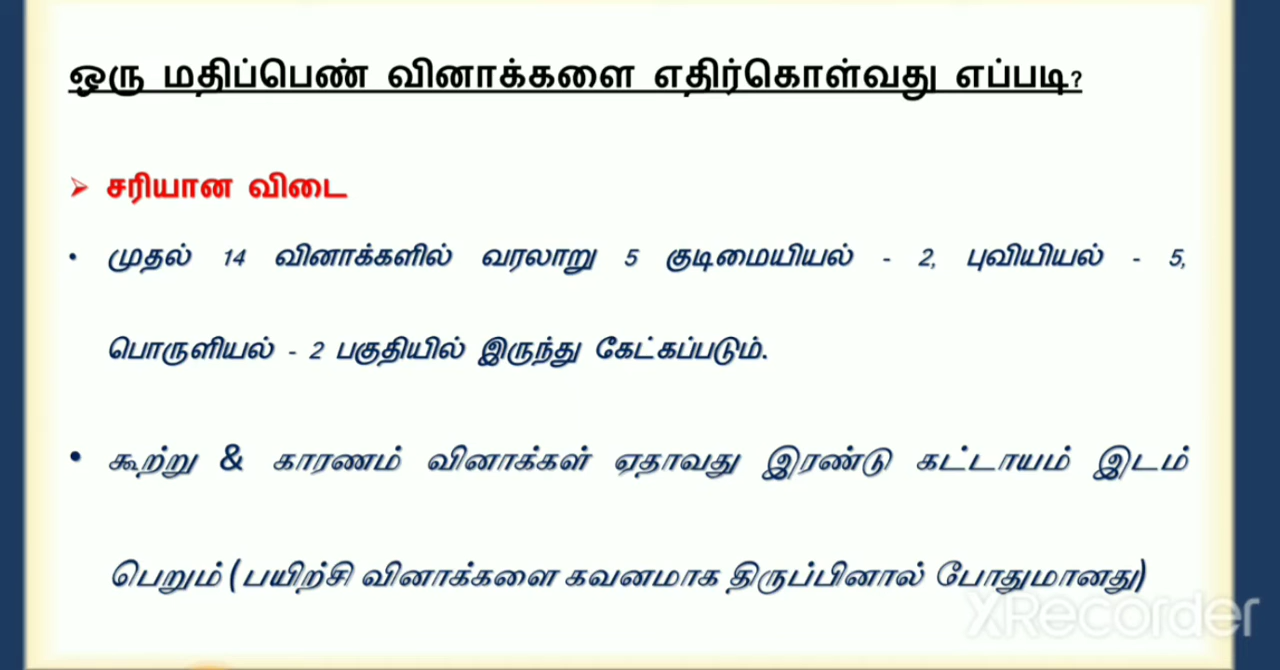 ஒரு மதிப்பெண் வினாக்களை எதிர்கொள்வது எப்படி?
➢ சரியான விடை
• முதல் 14 வினாக்களில் வரலாறு 5 குடிமையியல் - 2, புவியியல் - 5,
பொருளியல் - 2 பகுதியில் இருந்து கேட்கப்படும்.
• கூற்று & காரணம் வினாக்கள் ஏதாவது இரண்டு கட்டாயம் இடம்
பெறும் (பயிற்சி வினாக்களை கவனமாக திருப்பினால் போதுமானது)
XRecorder